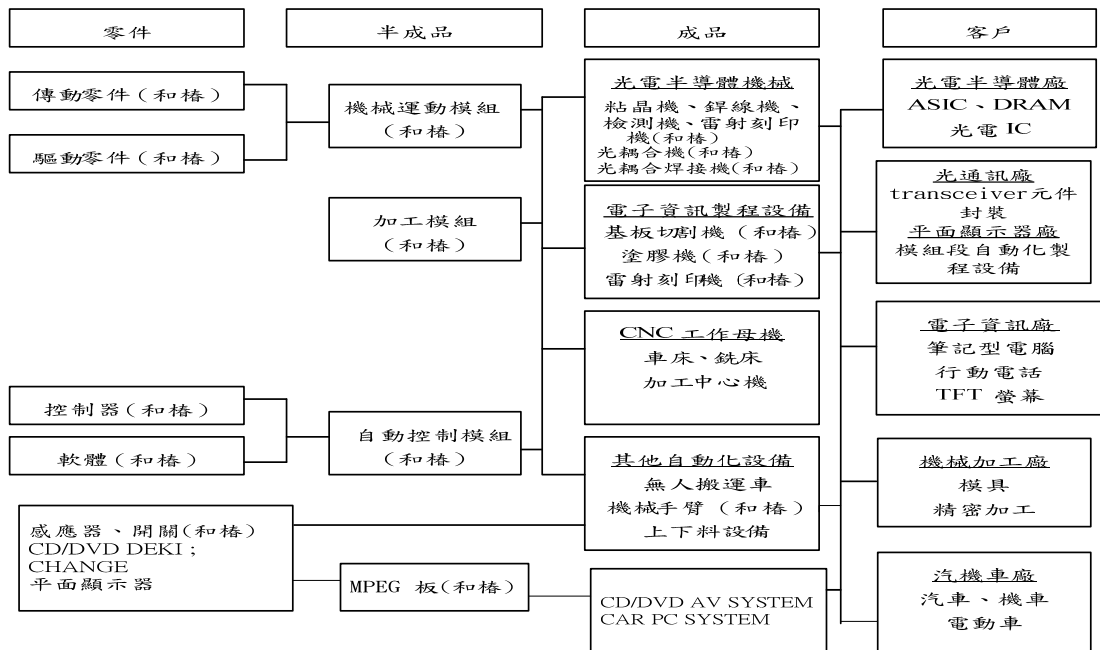 零件
半成品
成品
客戶
傳動零件(和椿)
驅動零件(和椿)
控制器(和椿)
軟體(和椿)
感應器、開關(和椿)
CD/DVD DEKI ;
CHANGE
平面顯示器
機械運動模組
(和椿)
加工模組
(和椿)
自動控制模組
(和椿)
MPEG 板(和椿)
光電半導體機械
粘晶機、銲線機、
檢測機、雷射刻印
機(和椿)
光耦合機(和椿)
光耦合焊接機(和椿)
電子資訊製程設備
基板切割機 (和椿)
塗膠機(和椿)
雷射刻印機 (和椿)
CNC 工作母機
車床、銑床
加工中心機
其他自動化設備
無人搬運車
機械手臂 (和椿)
上下料設備
CD/DVD AV SYSTEM
CAR PC SYSTEM
光電半導體廠
ASIC、DRAM
光電 IC
光通訊廠
transceiver元件
封裝
平面顯示器廠
模組段自動化製
程設備
電子資訊廠
筆記型電腦
行動電話
TFT 螢幕
機械加工廠
模具
精密加工
汽機車廠
汽車、機車
電動車